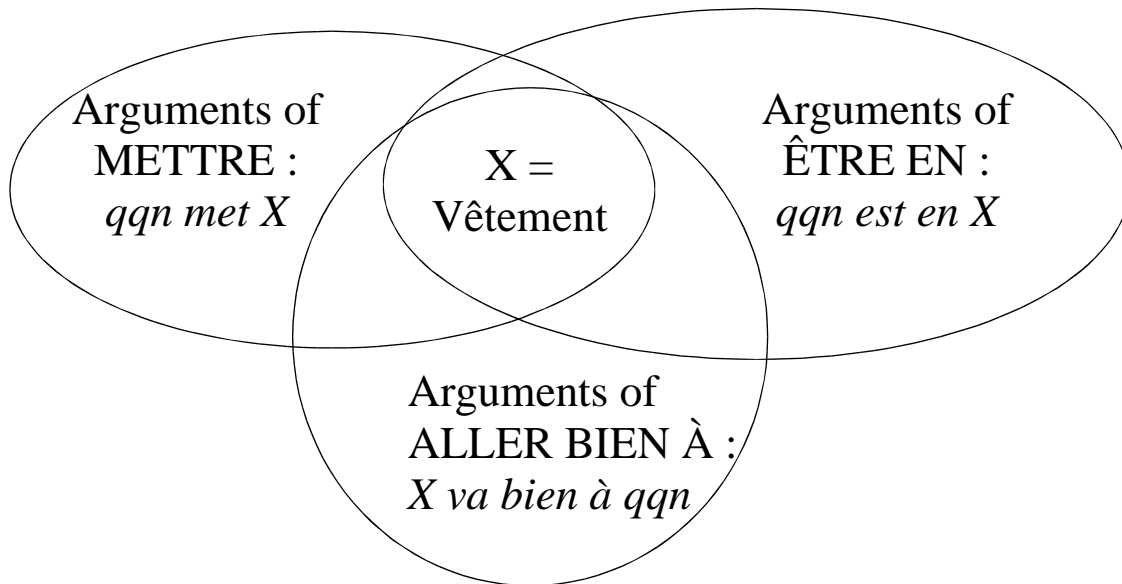 Arguments of
METTRE :
qqn met X
X =
Vêtement
Arguments of
ÊTRE EN :
qqn est en X
Arguments of
ALLER BIEN À :
X va bien à qqn